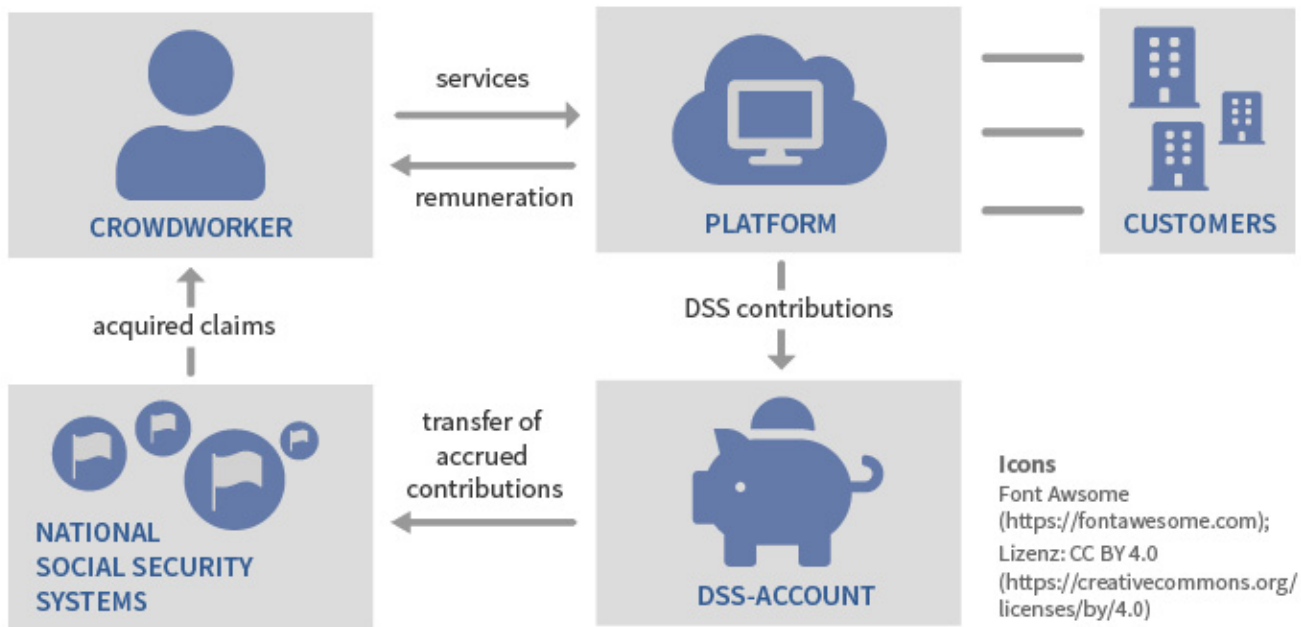 services
remuneration
CROWDWORKER
PLATFORM
CUSTOMERS
acquired claims
DSS contributions
transfer of
accrued
contributions
NATIONAL
SOCIAL SECURITY
SYSTEMS
DSS-ACCOUNT
Icons
Font Awsome
(https://fontawesome.com);
Lizenz: CC BY 4.0
(https://creativecommons.org/
licenses/by/4.0)